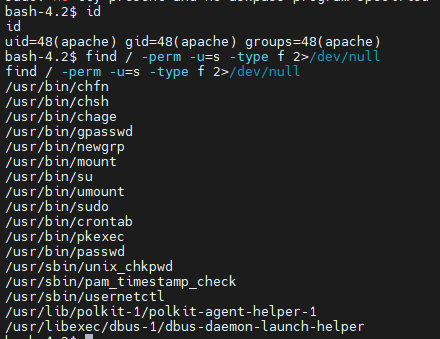 bash-4.2$ id
id
uid=48(apache) gid=48(apache) groups=48(apache)
bash-4.2$ find / -perm -u=s -type f 2>/dev/null
find / -perm -u=s -type f 2>/dev/null
/usr/bin/chfn
/usr/bin/chsh
/usr/bin/chage
/usr/bin/gpasswd
/usr/bin/newgrp
/usr/bin/mount
/usr/bin/su
/usr/bin/umount
/usr/bin/sudo
/usr/bin/crontab
/usr/bin/pkexec
/usr/bin/passwd
/usr/sbin/unix_chkpwd
/usr/sbin/pam_timestamp_check
/usr/sbin/usernetctl
/usr/lib/polkit-1/polkit-agent-helper-1
/usr/libexec/dbus-1/dbus-daemon-launch-helper
bash-4.2$